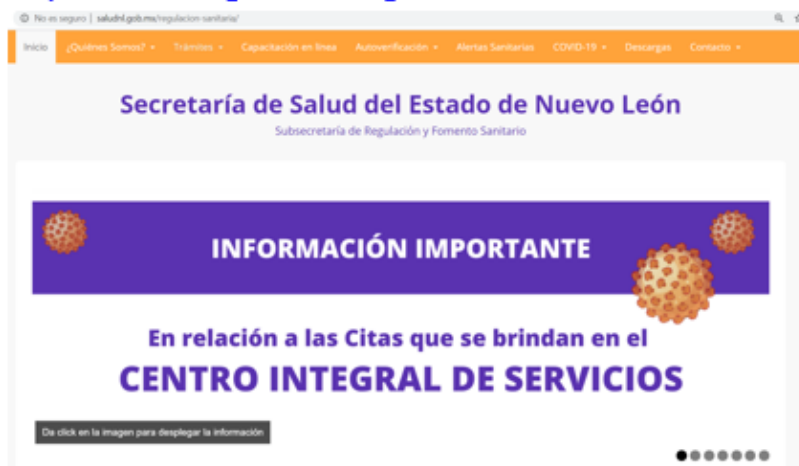 No es seguro | saludnl.gob.mx/regulacion-sanitaria/
Inicio ¿Quiénes Somos? Trámites Capacitación en línea Autoverificación Alertas Sanitarias COVID-19 Descargas Contacto
Secretaría de Salud del Estado de Nuevo León
Subsecretaría de Regulación y Fomento Sanitario
INFORMACIÓN IMPORTANTE
En relación a las Citas que se brindan en el
CENTRO INTEGRAL DE SERVICIOS
Da click en la imagen para desplegar la información